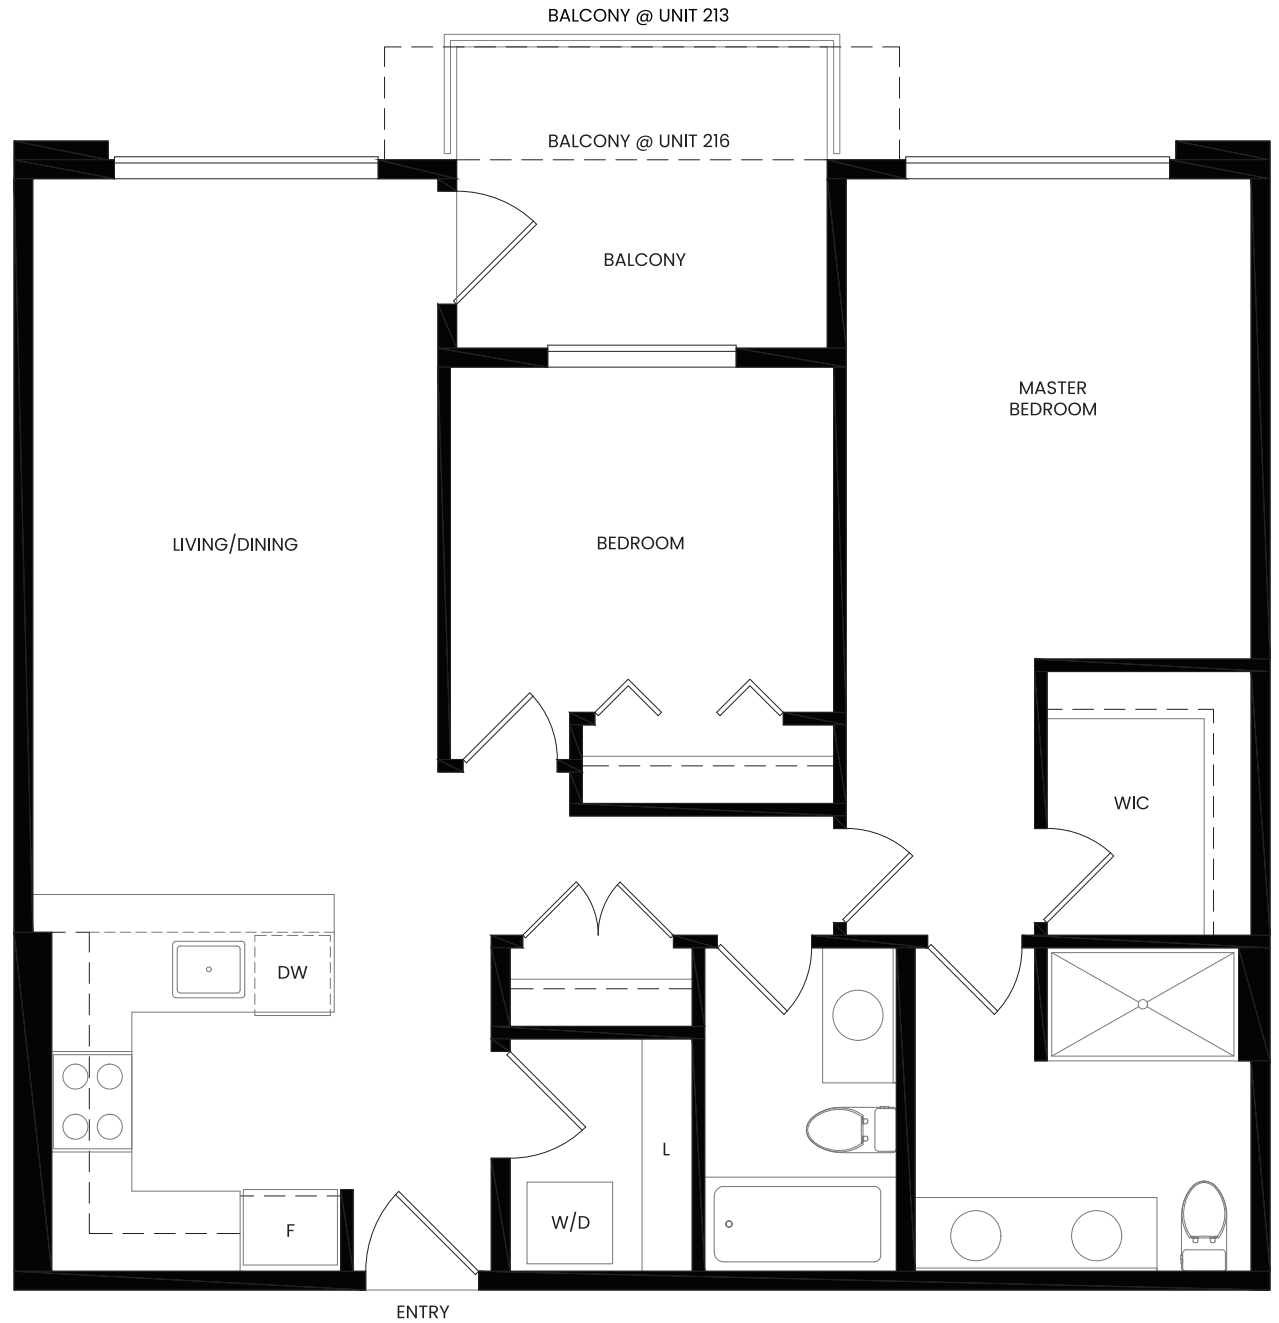 BALCONY @ UNIT 213
BALCONY @ UNIT 216
BALCONY
MASTER
BEDROOM
LIVING/DINING
BEDROOM
WIC
DW
L
W/D
F
ENTRY